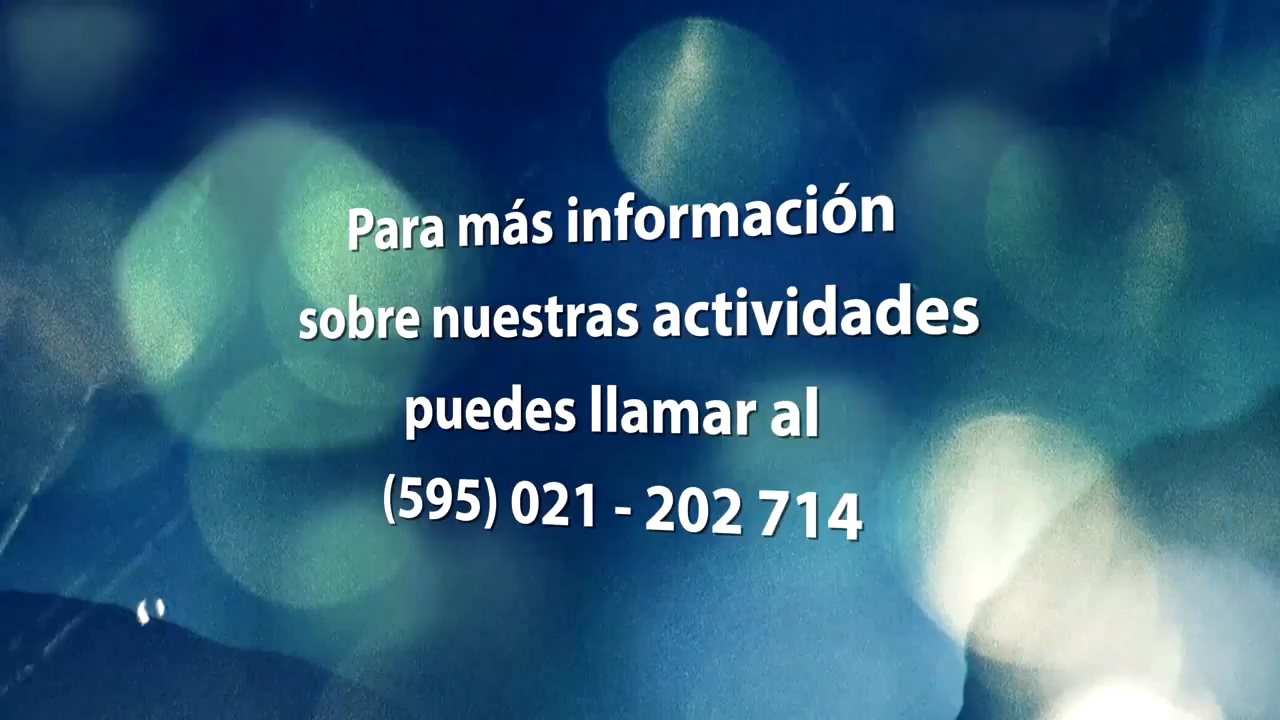 Para más información
sobre nuestras actividades
puedes llamar al
(595) 021 - 202 714